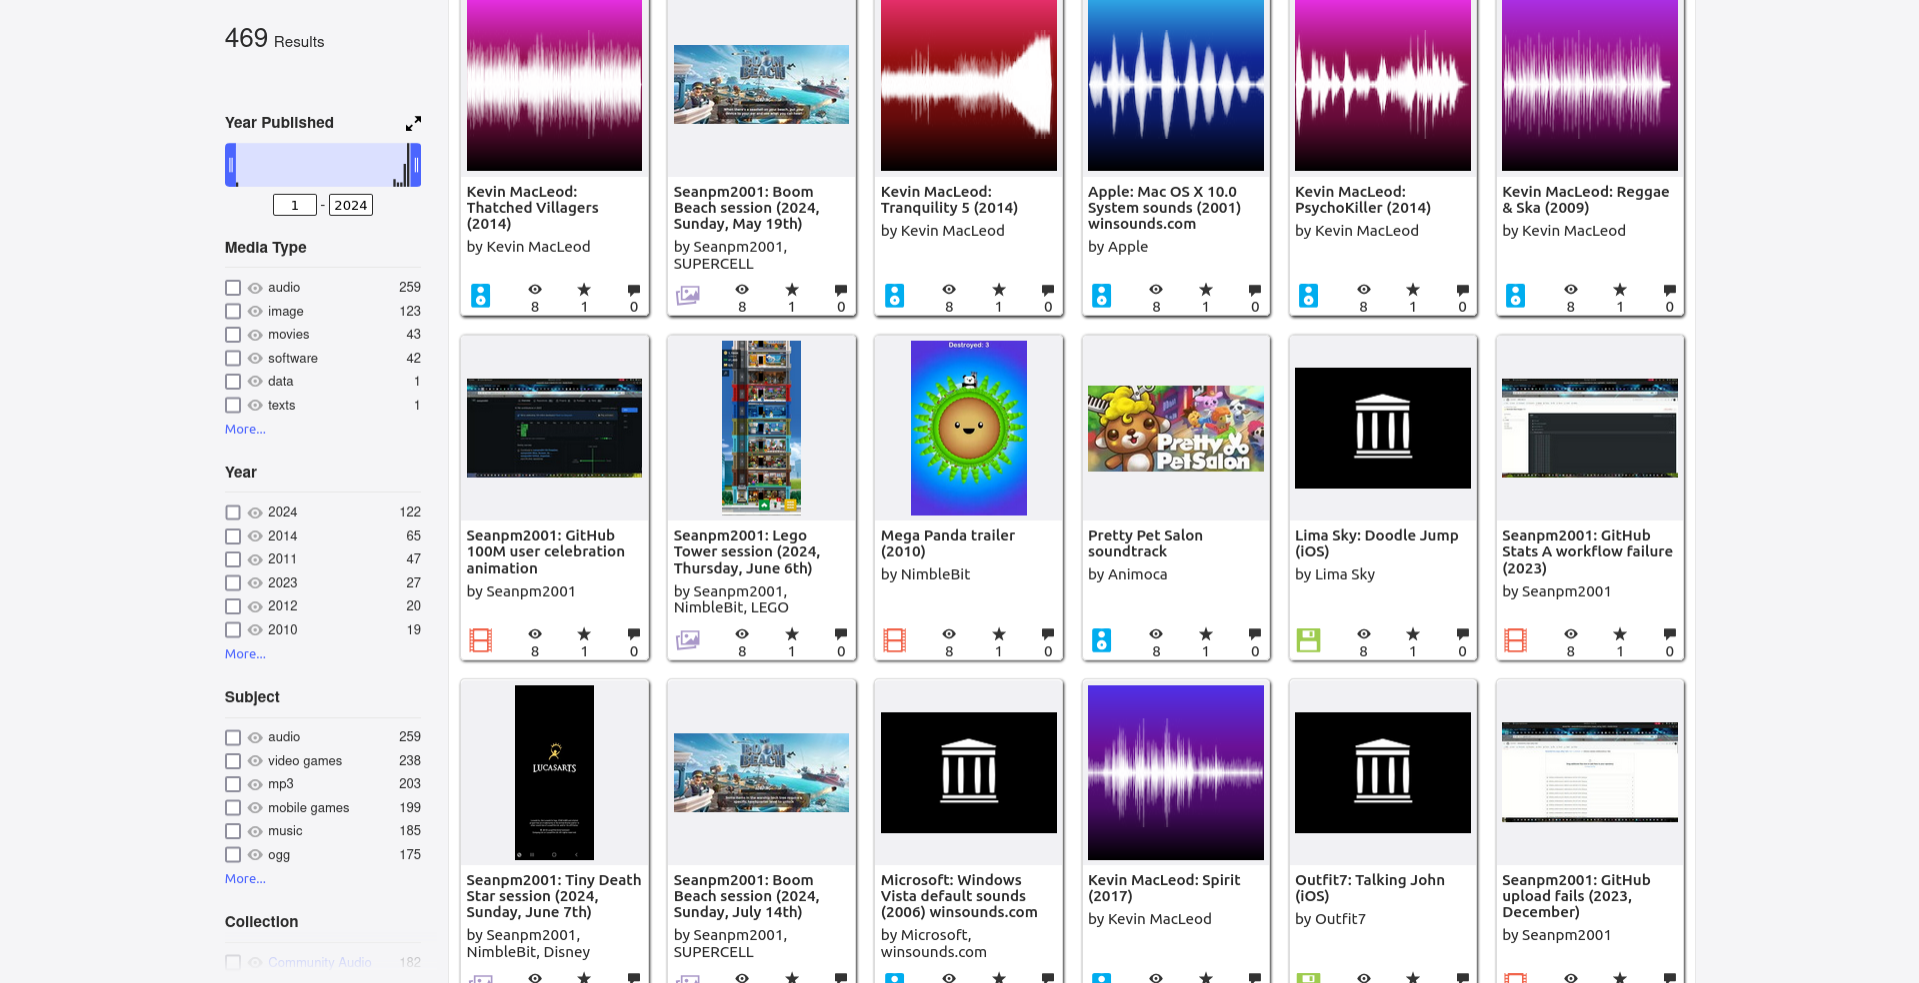 469 Results
Year Published
1 - 2024
Media Type
audio 259
image 123
movies 43
software 42
data 1
texts 1
More...
Year
2024 122
2014 65
2011 47
2023 27
2012 20
2010 19
More...
Subject
audio 259
video games 238
mp3 203
mobile games 199
music 185
ogg 175
More...
Collection
Community Audio 182
Kevin MacLeod:
Thatched Villagers
(2014)
by Kevin MacLeod
8 1 0
BOOM
BEACH
Seanpm2001: Boom
Beach session (2024,
Sunday, May 19th)
by Seanpm2001,
SUPERCELL
8 1 0
Kevin MacLeod:
Tranquility 5 (2014)
by Kevin MacLeod
8 1 0
Apple: Mac OS X 10.0
System sounds (2001)
winsounds.com
by Apple
8 1 0
Kevin MacLeod:
PsychoKiller (2014)
by Kevin MacLeod
8 1 0
Kevin MacLeod: Reggae
& Ska (2009)
by Kevin MacLeod
8 1 0
Seanpm2001: GitHub
100M user celebration
animation
by Seanpm2001
8 1 0
Seanpm2001: Lego
Tower session (2024,
Thursday, June 6th)
by Seanpm2001,
NimbleBit, LEGO
8 1 0
Destroyed: 3
Mega Panda trailer
(2010)
by NimbleBit
8 1 0
Pretty
Pet Salon
Pretty Pet Salon
soundtrack
by Animoca
8 1 0
Lima Sky: Doodle Jump
(iOS)
by Lima Sky
8 1 0
Seanpm2001: GitHub
Stats A workflow failure
(2023)
by Seanpm2001
8 1 0
LUCASARTS
Seanpm2001: Tiny Death
Star session (2024,
Sunday, June 7th)
by Seanpm2001,
NimbleBit, Disney
BOOM
BEACH
Seanpm2001: Boom
Beach session (2024,
Sunday, July 14th)
by Seanpm2001,
SUPERCELL
Microsoft: Windows
Vista default sounds
(2006) winsounds.com
by Microsoft,
winsounds.com
Kevin MacLeod: Spirit
(2017)
by Kevin MacLeod
Outfit7: Talking John
(iOS)
by Outfit7
Seanpm2001: GitHub
upload fails (2023,
December)
by Seanpm2001